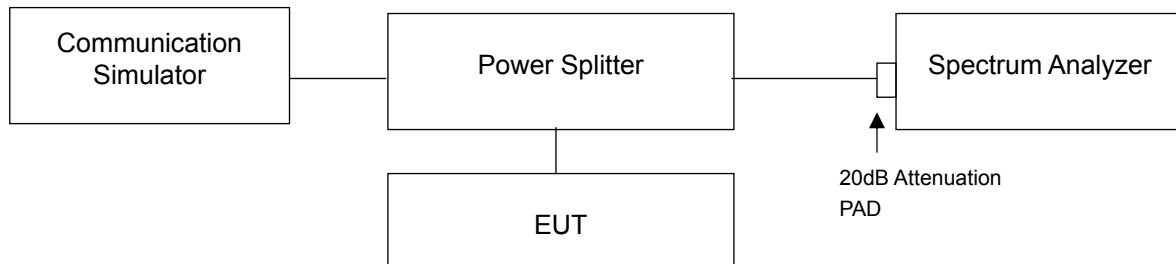 Communication
Simulator
Power Splitter
Spectrum Analyzer
20dB Attenuation
PAD
EUT